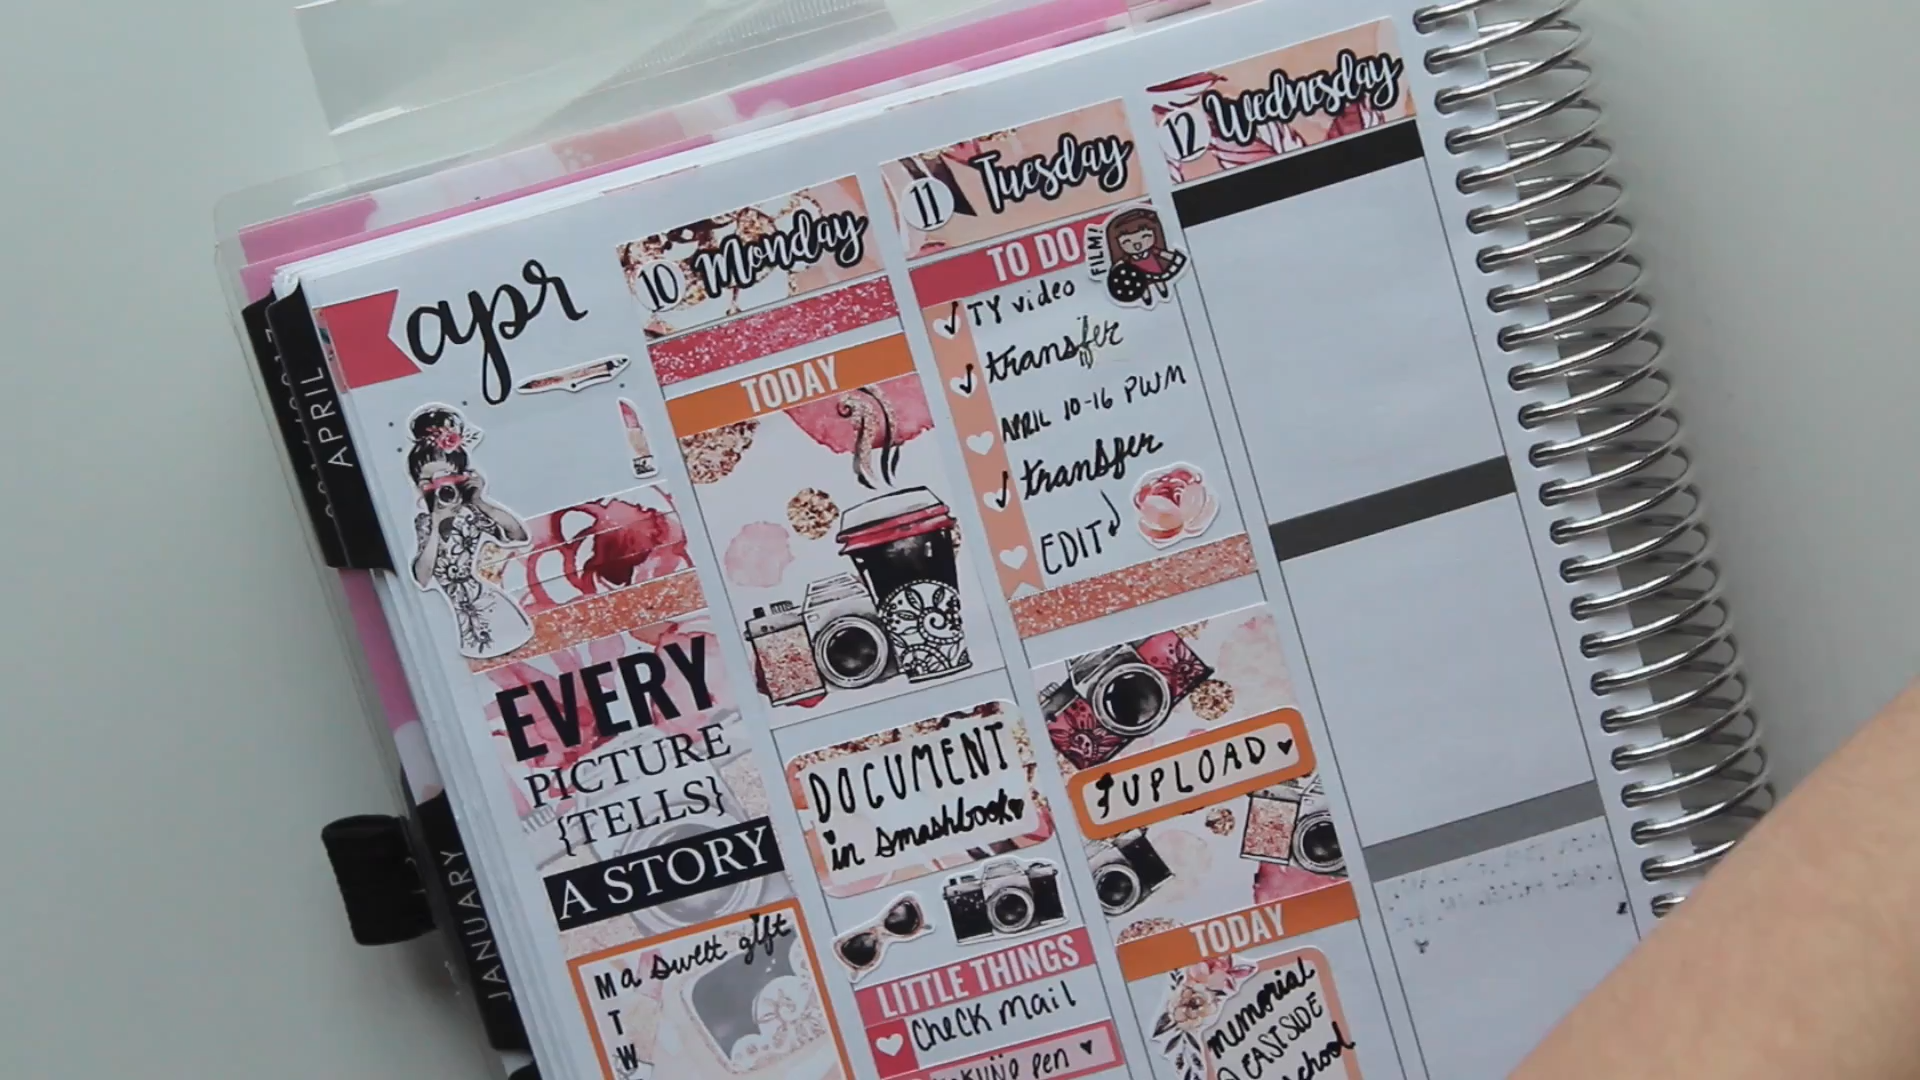 apr
APRIL
JANUARY
EVERY
PICTURE
{TELLS}
A STORY
M a sweet gift
T
W
10 Monday
TODAY
DOCUMENT
in smashbook
LITTLE THINGS
check mail
pen
11 Tuesday
TO DO
FILM!
TY video
transfer
APRIL 10-16 PWM
transfer
EDIT
UPLOAD
TODAY
memorial
@ EASTSIDE
school
12 Wednesday